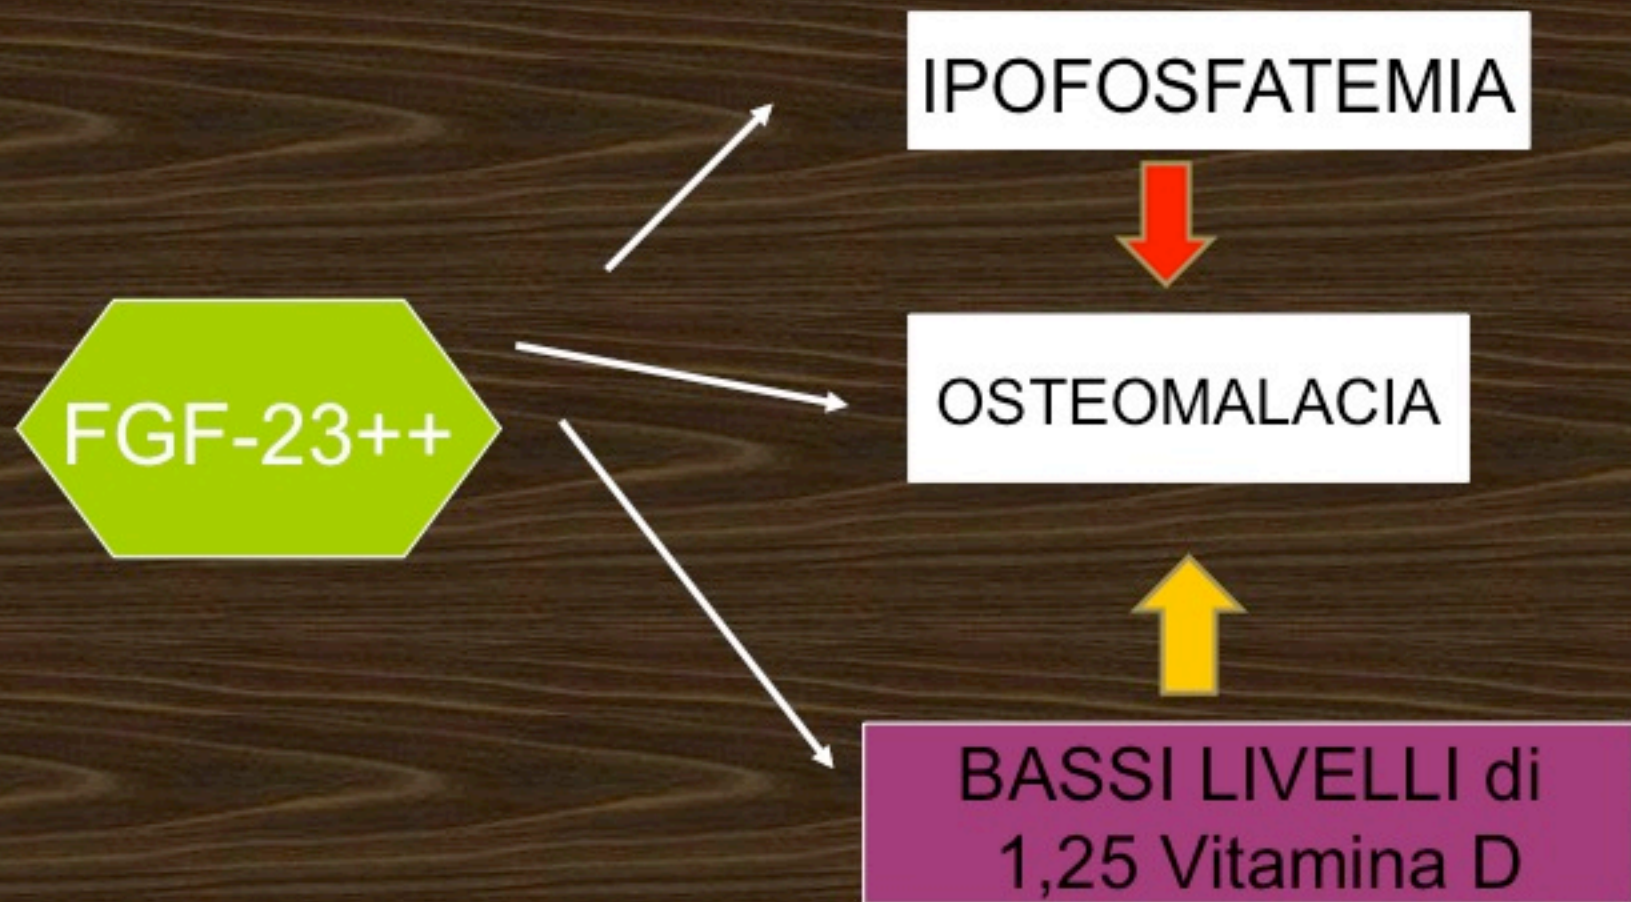 IPOFOSFATEMIA
FGF-23++
OSTEOMALACIA
BASSI LIVELLI di
1,25 Vitamina D